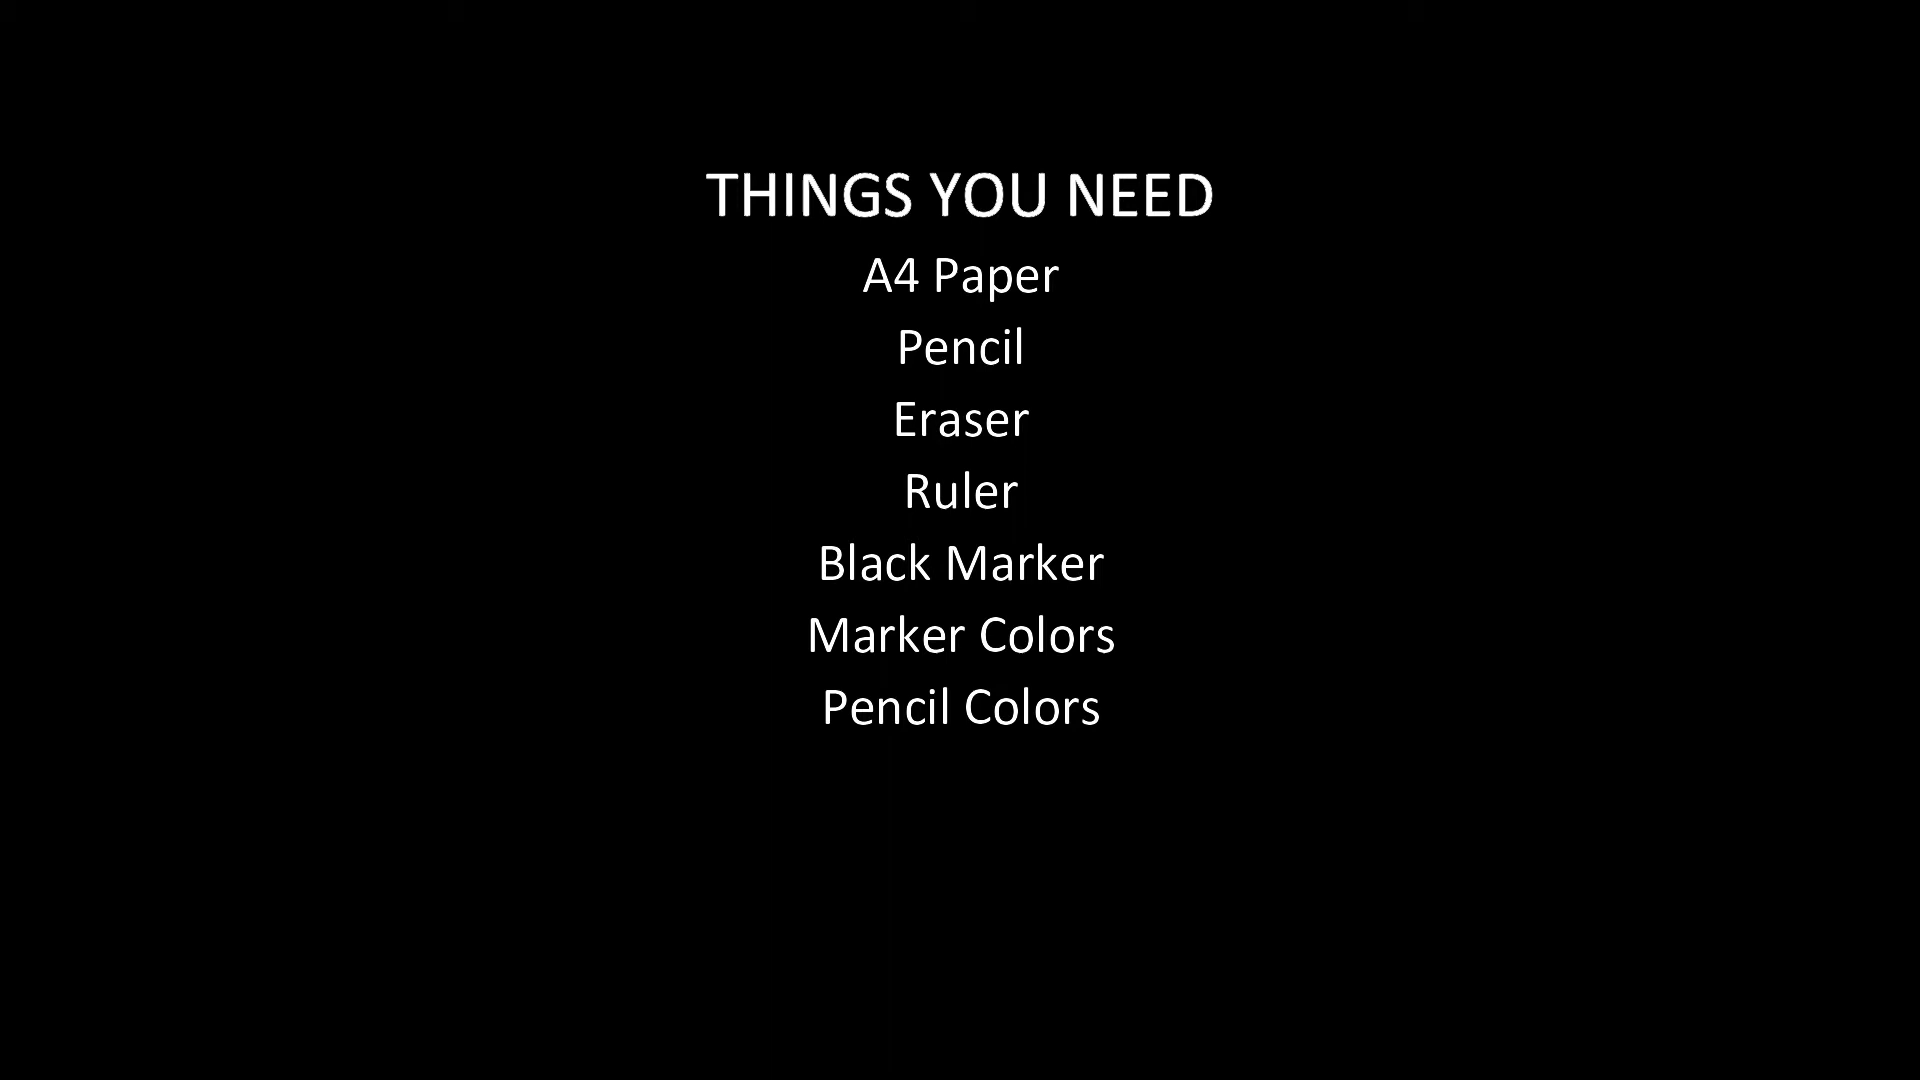 THINGS YOU NEED
A4 Paper
Pencil
Eraser
Ruler
Black Marker
Marker Colors
Pencil Colors